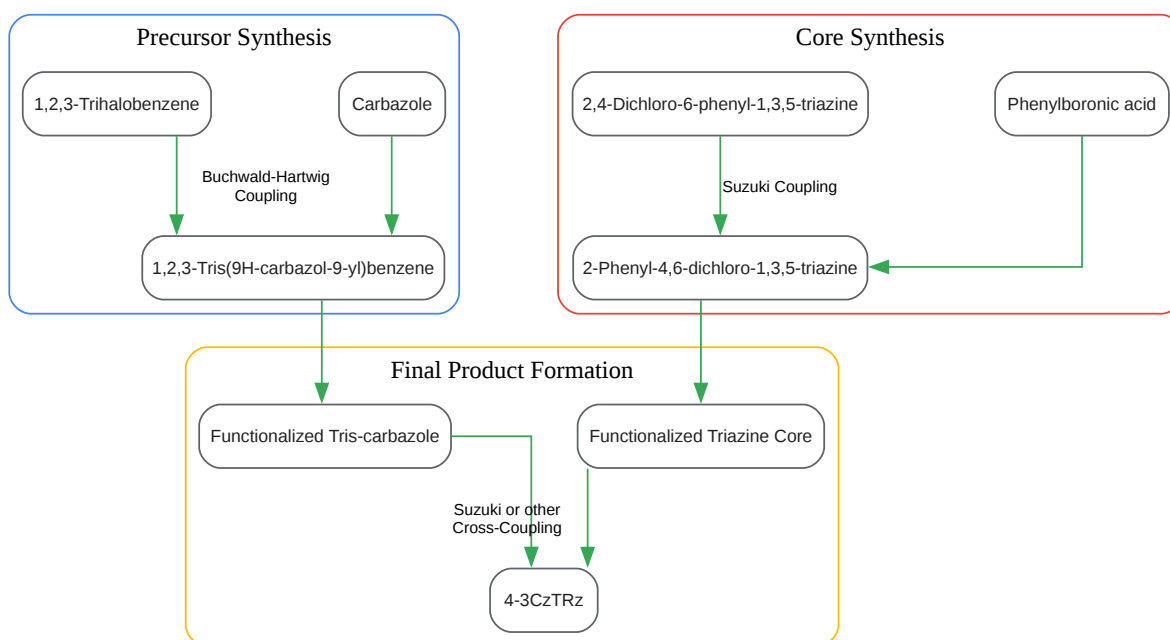 Precursor Synthesis
1,2,3-Trihalobenzene
Carbazole
Buchwald-Hartwig
Coupling
1,2,3-Tris(9H-carbazol-9-yl)benzene
Core Synthesis
2,4-Dichloro-6-phenyl-1,3,5-triazine
Phenylboronic acid
Suzuki Coupling
2-Phenyl-4,6-dichloro-1,3,5-triazine
Final Product Formation
Functionalized Tris-carbazole
Functionalized Triazine Core
Suzuki or other
Cross-Coupling
4-3CzTRz